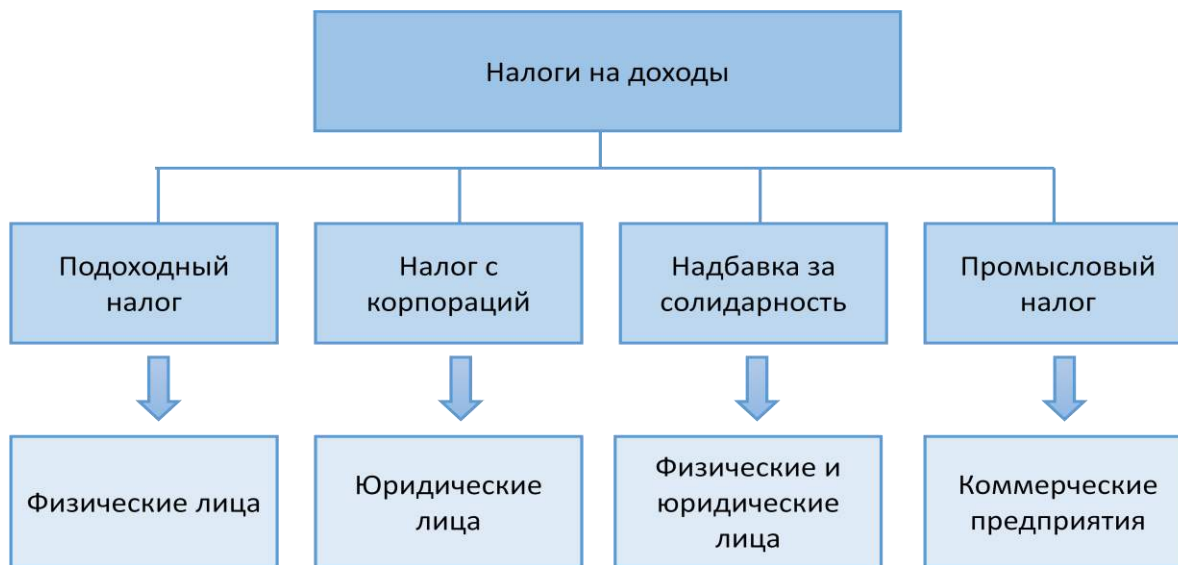 Налоги на доходы
Подоходный
налог
Налог с
корпораций
Надбавка за
солидарность
Промысловый
налог
Физические лица
Юридические
лица
Физические и
юридические
лица
Коммерческие
предприятия